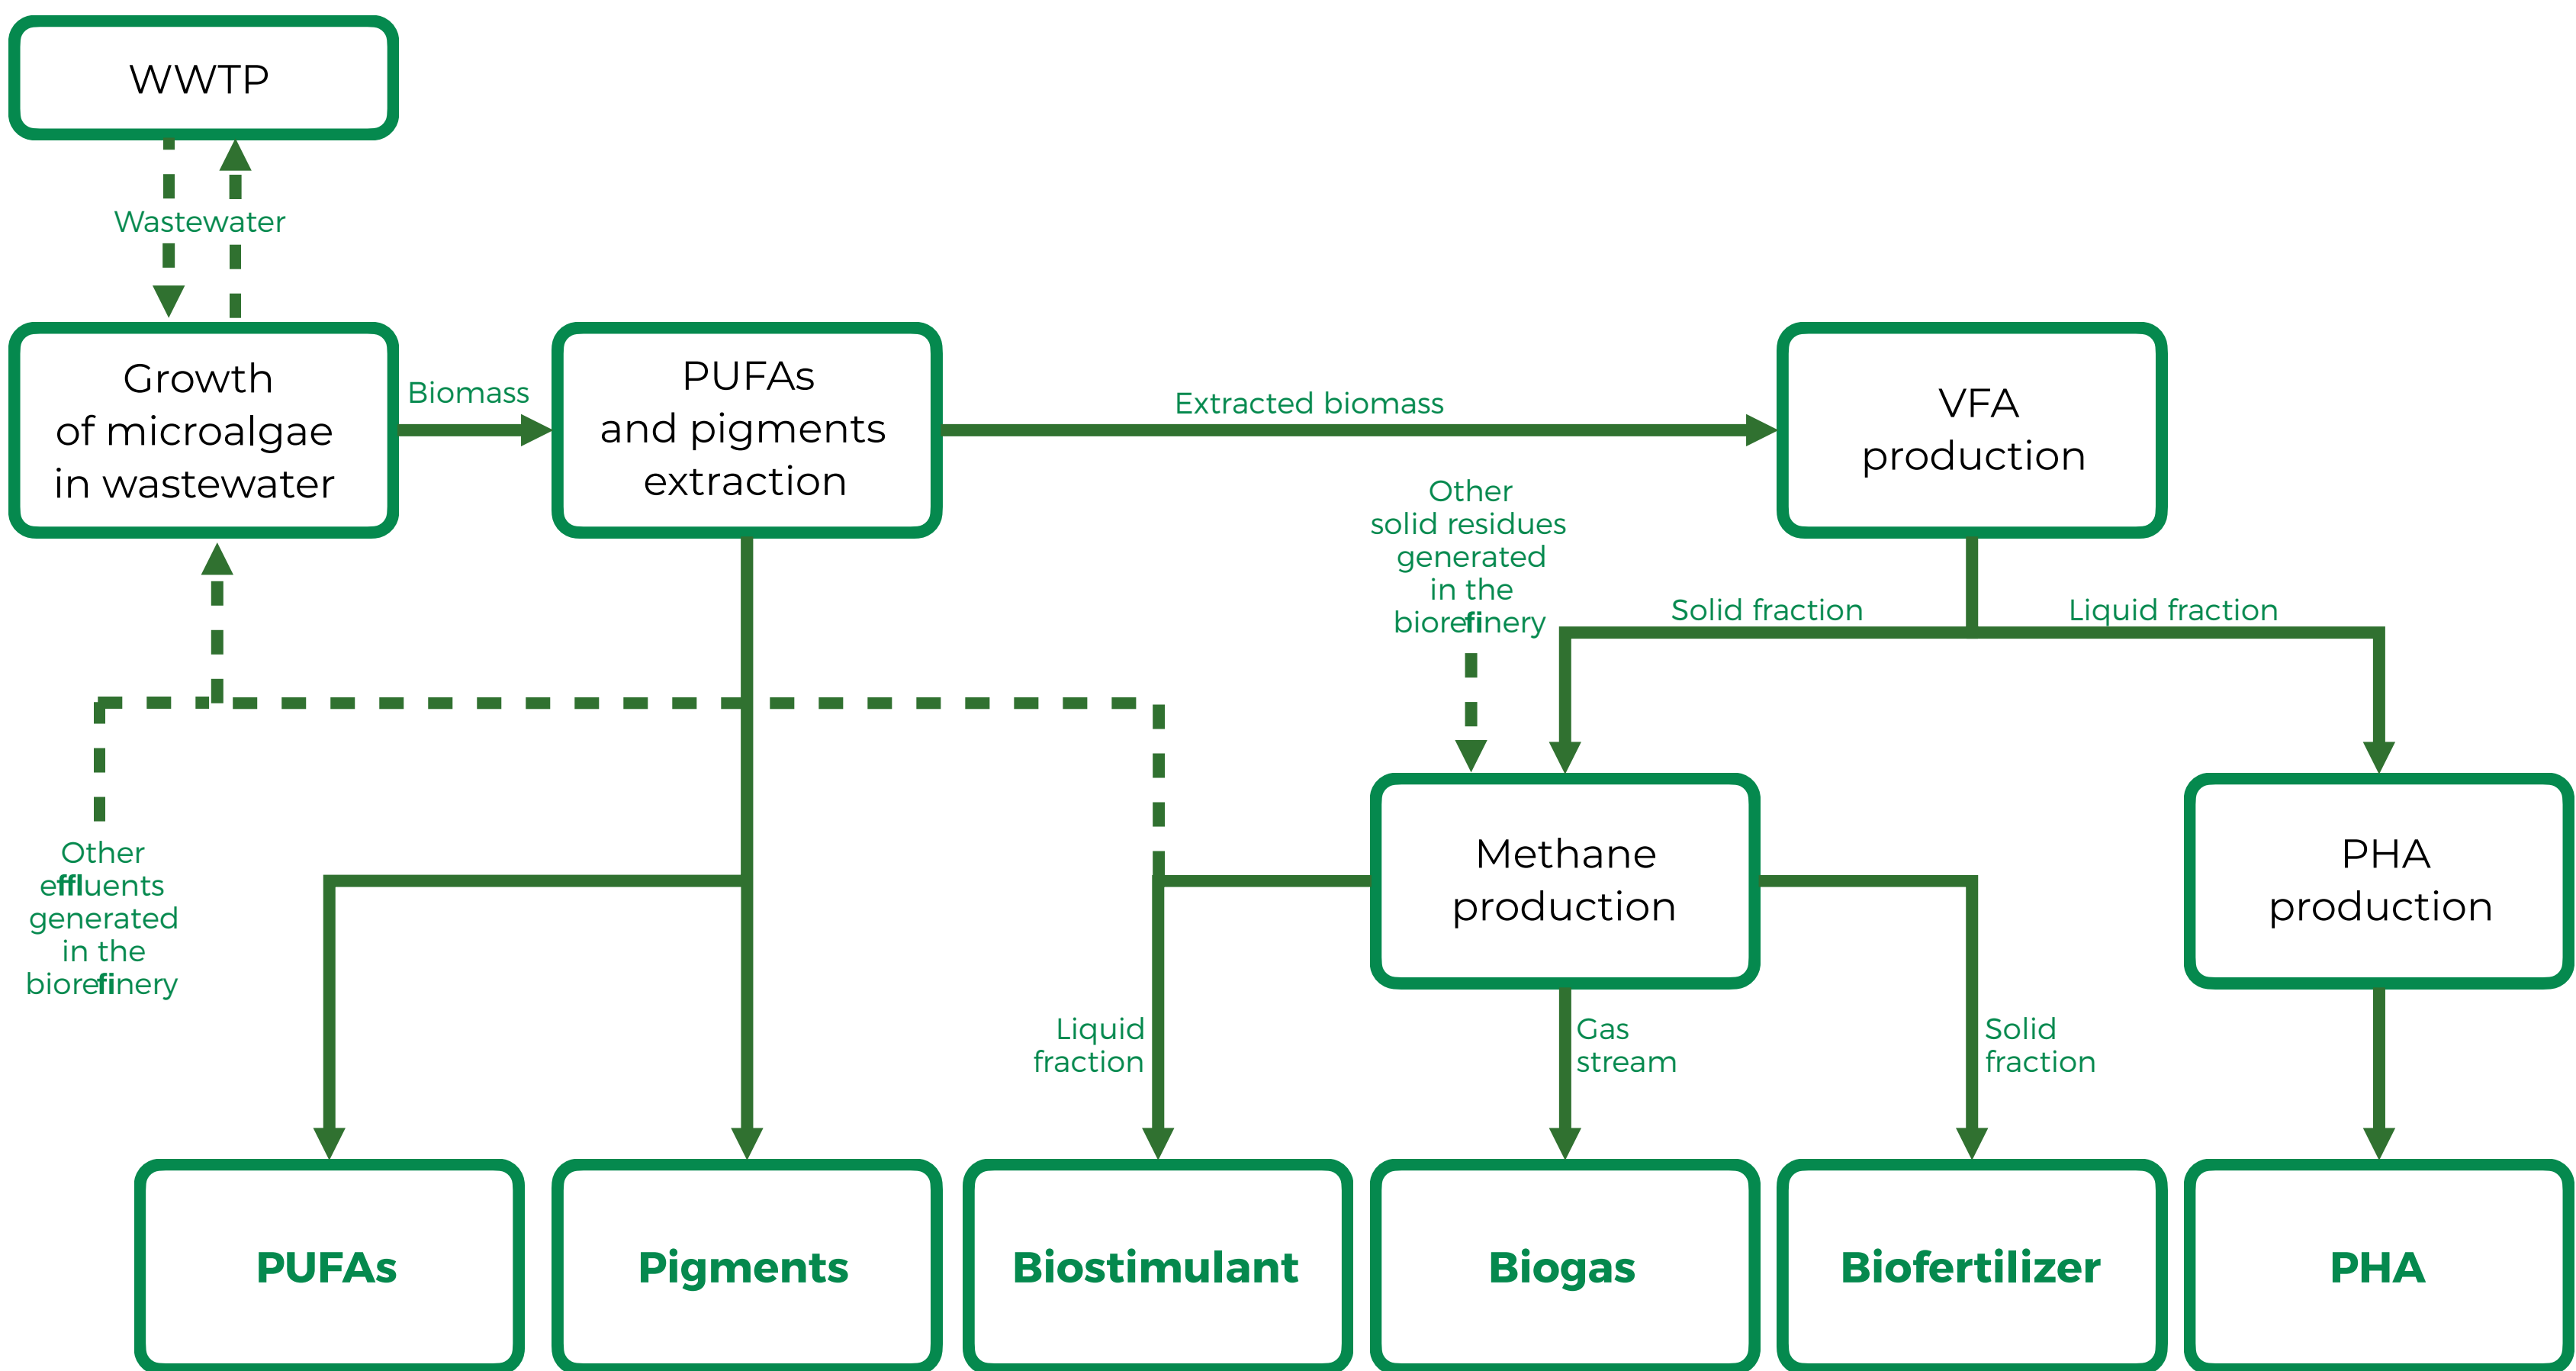 WWTP
Wastewater
Growth
of microalgae
in wastewater
Biomass
PUFAs
and pigments
extraction
Extracted biomass
VFA
production
Other
solid residues
generated
in the
biorefinery
Solid fraction
Liquid fraction
Other
effluents
generated
in the
biorefinery
Methane
production
PHA
production
Liquid
fraction
Gas
stream
Solid
fraction
PUFAs
Pigments
Biostimulant
Biogas
Biofertilizer
PHA